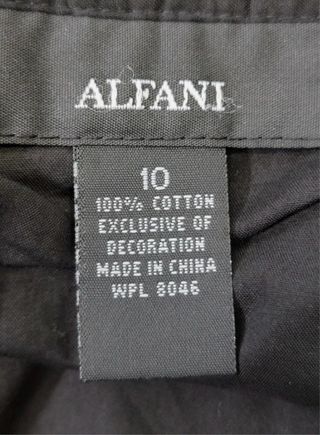 ALFANI
10
100% COTTON
EXCLUSIVE OF
DECORATION
MADE IN CHINA
WPL 8046